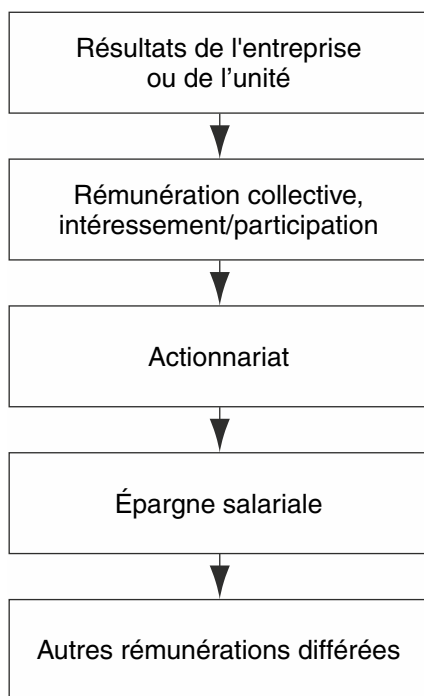 Résultats de l'entreprise
ou de l’unité
Rémunération collective,
intéressement/participation
Actionnariat
Épargne salariale
Autres rémunérations différées